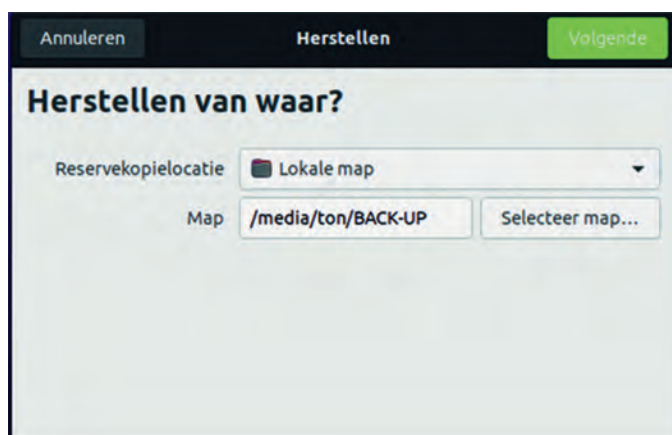 Annuleren Herstellen Volgende
Herstellen van waar?
Reservekopielocatie Lokale map
Map /media/ton/BACK-UP Selecteer map...